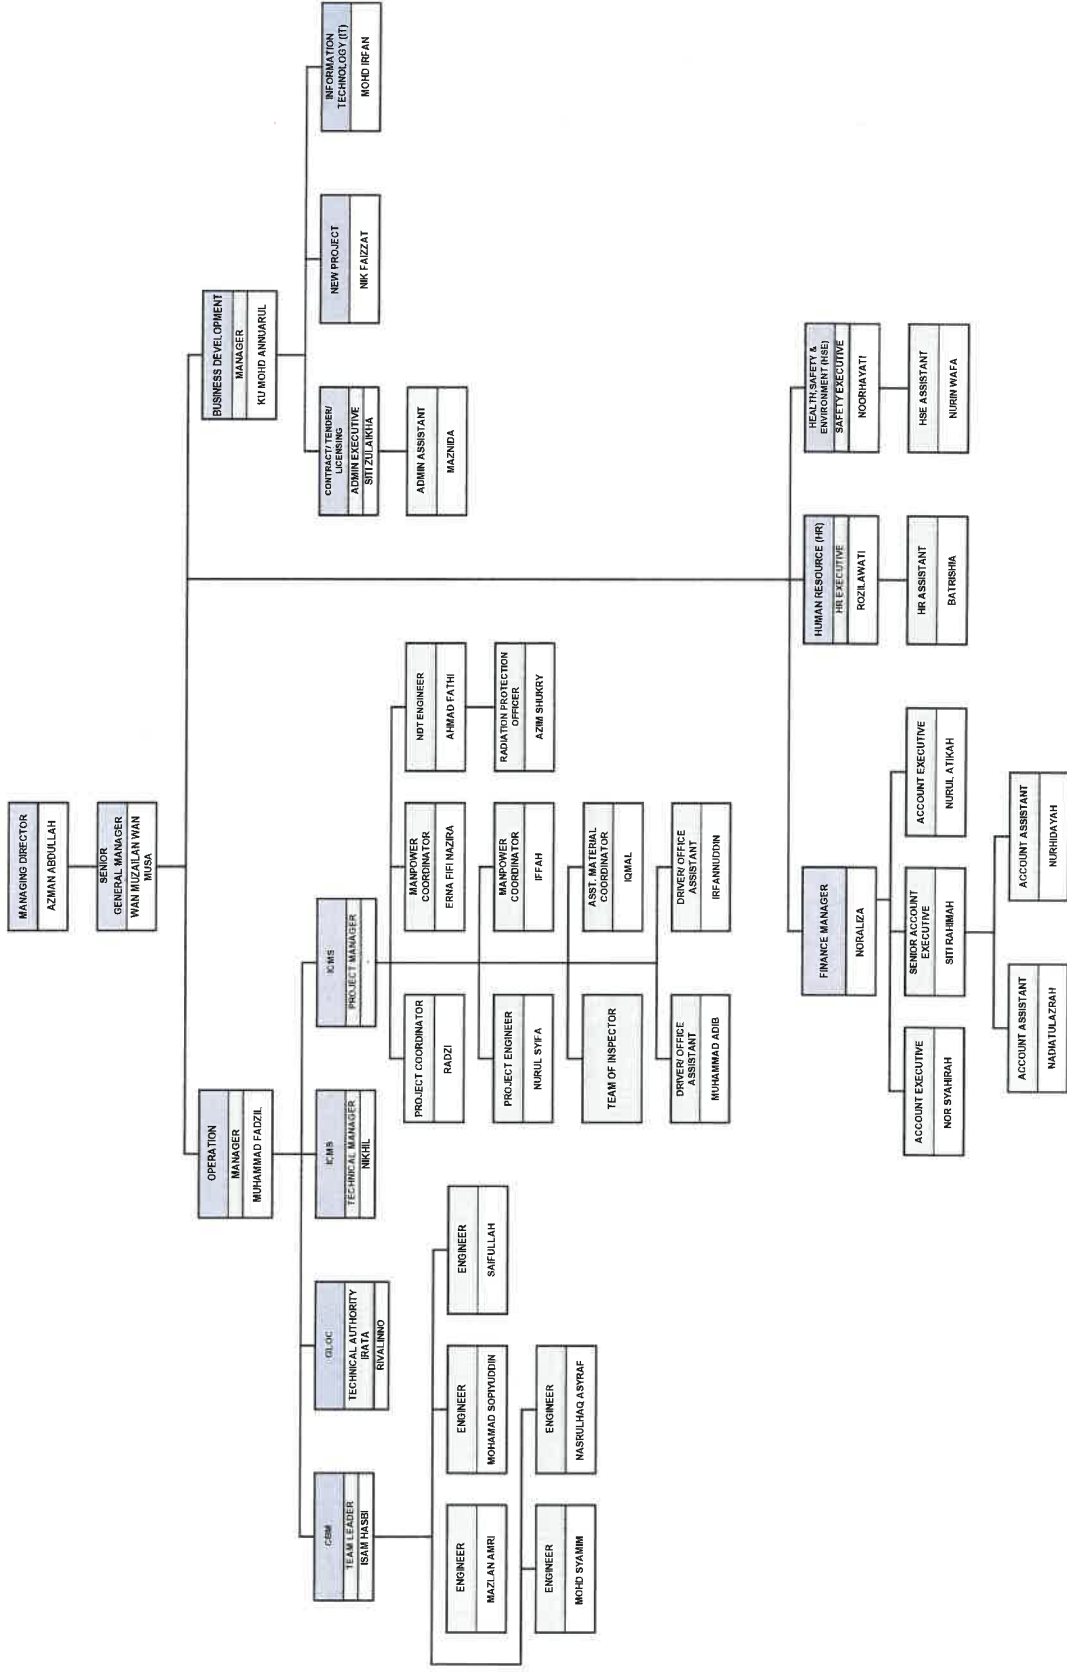 MANAGING DIRECTOR
AZMAN ABDULLAH
SENIOR
GENERAL MANAGER
WAN MUZAILAN WAN
MUSA
OPERATION
MANAGER
MUHAMMAD FADZIL
BUSINESS DEVELOPMENT
MANAGER
KU MOHD ANNUARUL
CBM
TEAM LEADER
ISAM HASBI
GLOC
TECHNICAL AUTHORITY
IRATA
RIVALINNO
ICMS
TECHNICAL MANAGER
NIKHIL
ICMS
PROJECT MANAGER
CONTRACT/ TENDER/
LICENSING
ADMIN EXECUTIVE
SITI ZULAIKHA
NEW PROJECT
NIK FAIZZAT
INFORMATION
TECHNOLOGY (IT)
MOHD IRFAN
ADMIN ASSISTANT
MAZNIDA
PROJECT COORDINATOR
RADZI
MANPOWER
COORDINATOR
ERNA FIFI NAZIRA
NDT ENGINEER
AHMAD FATHI
ENGINEER
MAZLAN AMRI
ENGINEER
MOHAMAD SOPIYUDDIN
ENGINEER
SAIFULLAH
PROJECT ENGINEER
NURUL SYIFA
MANPOWER
COORDINATOR
IFFAH
RADIATION PROTECTION
OFFICER
AZIM SHUKRY
ENGINEER
MOHD SYAMIM
ENGINEER
NASRULHAQ ASYRAF
TEAM OF INSPECTOR
ASST. MATERIAL
COORDINATOR
IQMAL
DRIVER/ OFFICE
ASSISTANT
MUHAMMAD ADIB
DRIVER/ OFFICE
ASSISTANT
IRFANNUDDIN
FINANCE MANAGER
NORALIZA
HUMAN RESOURCE (HR)
HR EXECUTIVE
ROZILAWATI
HEALTH,SAFETY &
ENVIRONMENT (HSE)
SAFETY EXECUTIVE
NOORHAYATI
ACCOUNT EXECUTIVE
NOR SYAHIRAH
SENIOR ACCOUNT
EXECUTIVE
SITI RAHIMAH
ACCOUNT EXECUTIVE
NURUL ATIKAH
HR ASSISTANT
BATRISHIA
HSE ASSISTANT
NURIN WAFA
ACCOUNT ASSISTANT
NADIATULAZRAH
ACCOUNT ASSISTANT
NURHIDAYAH